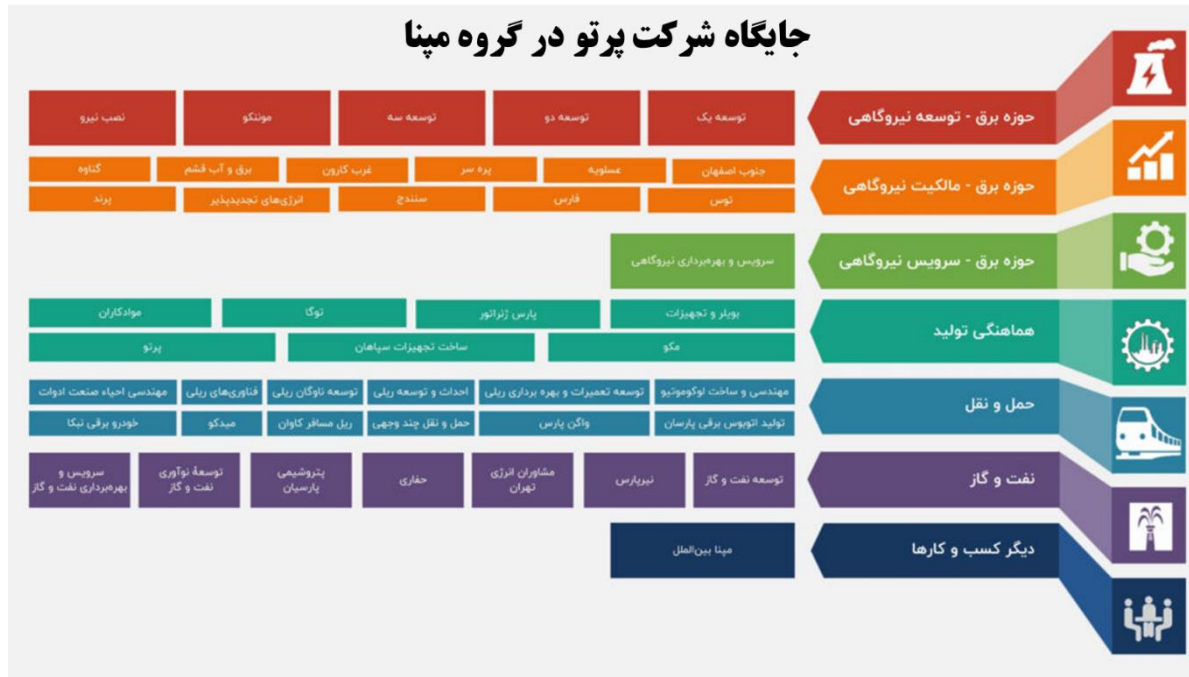 جایگاه شرکت پرتو در گروه مپنا
حوزه برق - توسعه نیروگاهی
توسعه یک
توسعه دو
توسعه سه
موننکو
نصب نیرو
حوزه برق - مالکیت نیروگاهی
جنوب اصفهان
عسلویه
پره سر
غرب کارون
برق و آب قشم
گناوه
توس
فارس
سنندج
انرژی‌های تجدیدپذیر
پرند
حوزه برق - سرویس نیروگاهی
سرویس و بهره‌برداری نیروگاهی
هماهنگی تولید
بویلر و تجهیزات
پارس ژنراتور
توگا
موادکاران
مکو
ساخت تجهیزات سپاهان
پرتو
حمل و نقل
مهندسی و ساخت لوکوموتیو
توسعه تعمیرات و بهره برداری ریلی
احداث و توسعه ریلی
توسعه ناوگان ریلی
فناوری‌های ریلی
مهندسی احیاء صنعت ادوات
تولید اتوبوس برقی پارسان
واگن پارس
حمل و نقل چند وجهی
ریل مسافر کاوان
میدکو
خودرو برقی نیکا
نفت و گاز
توسعه نفت و گاز
نیرپارس
مشاوران انرژی
تهران
حفاری
پتروشیمی
پارسیان
توسعهٔ نوآوری
نفت و گاز
سرویس و
بهره‌برداری نفت و گاز
دیگر کسب و کارها
مپنا بین‌الملل